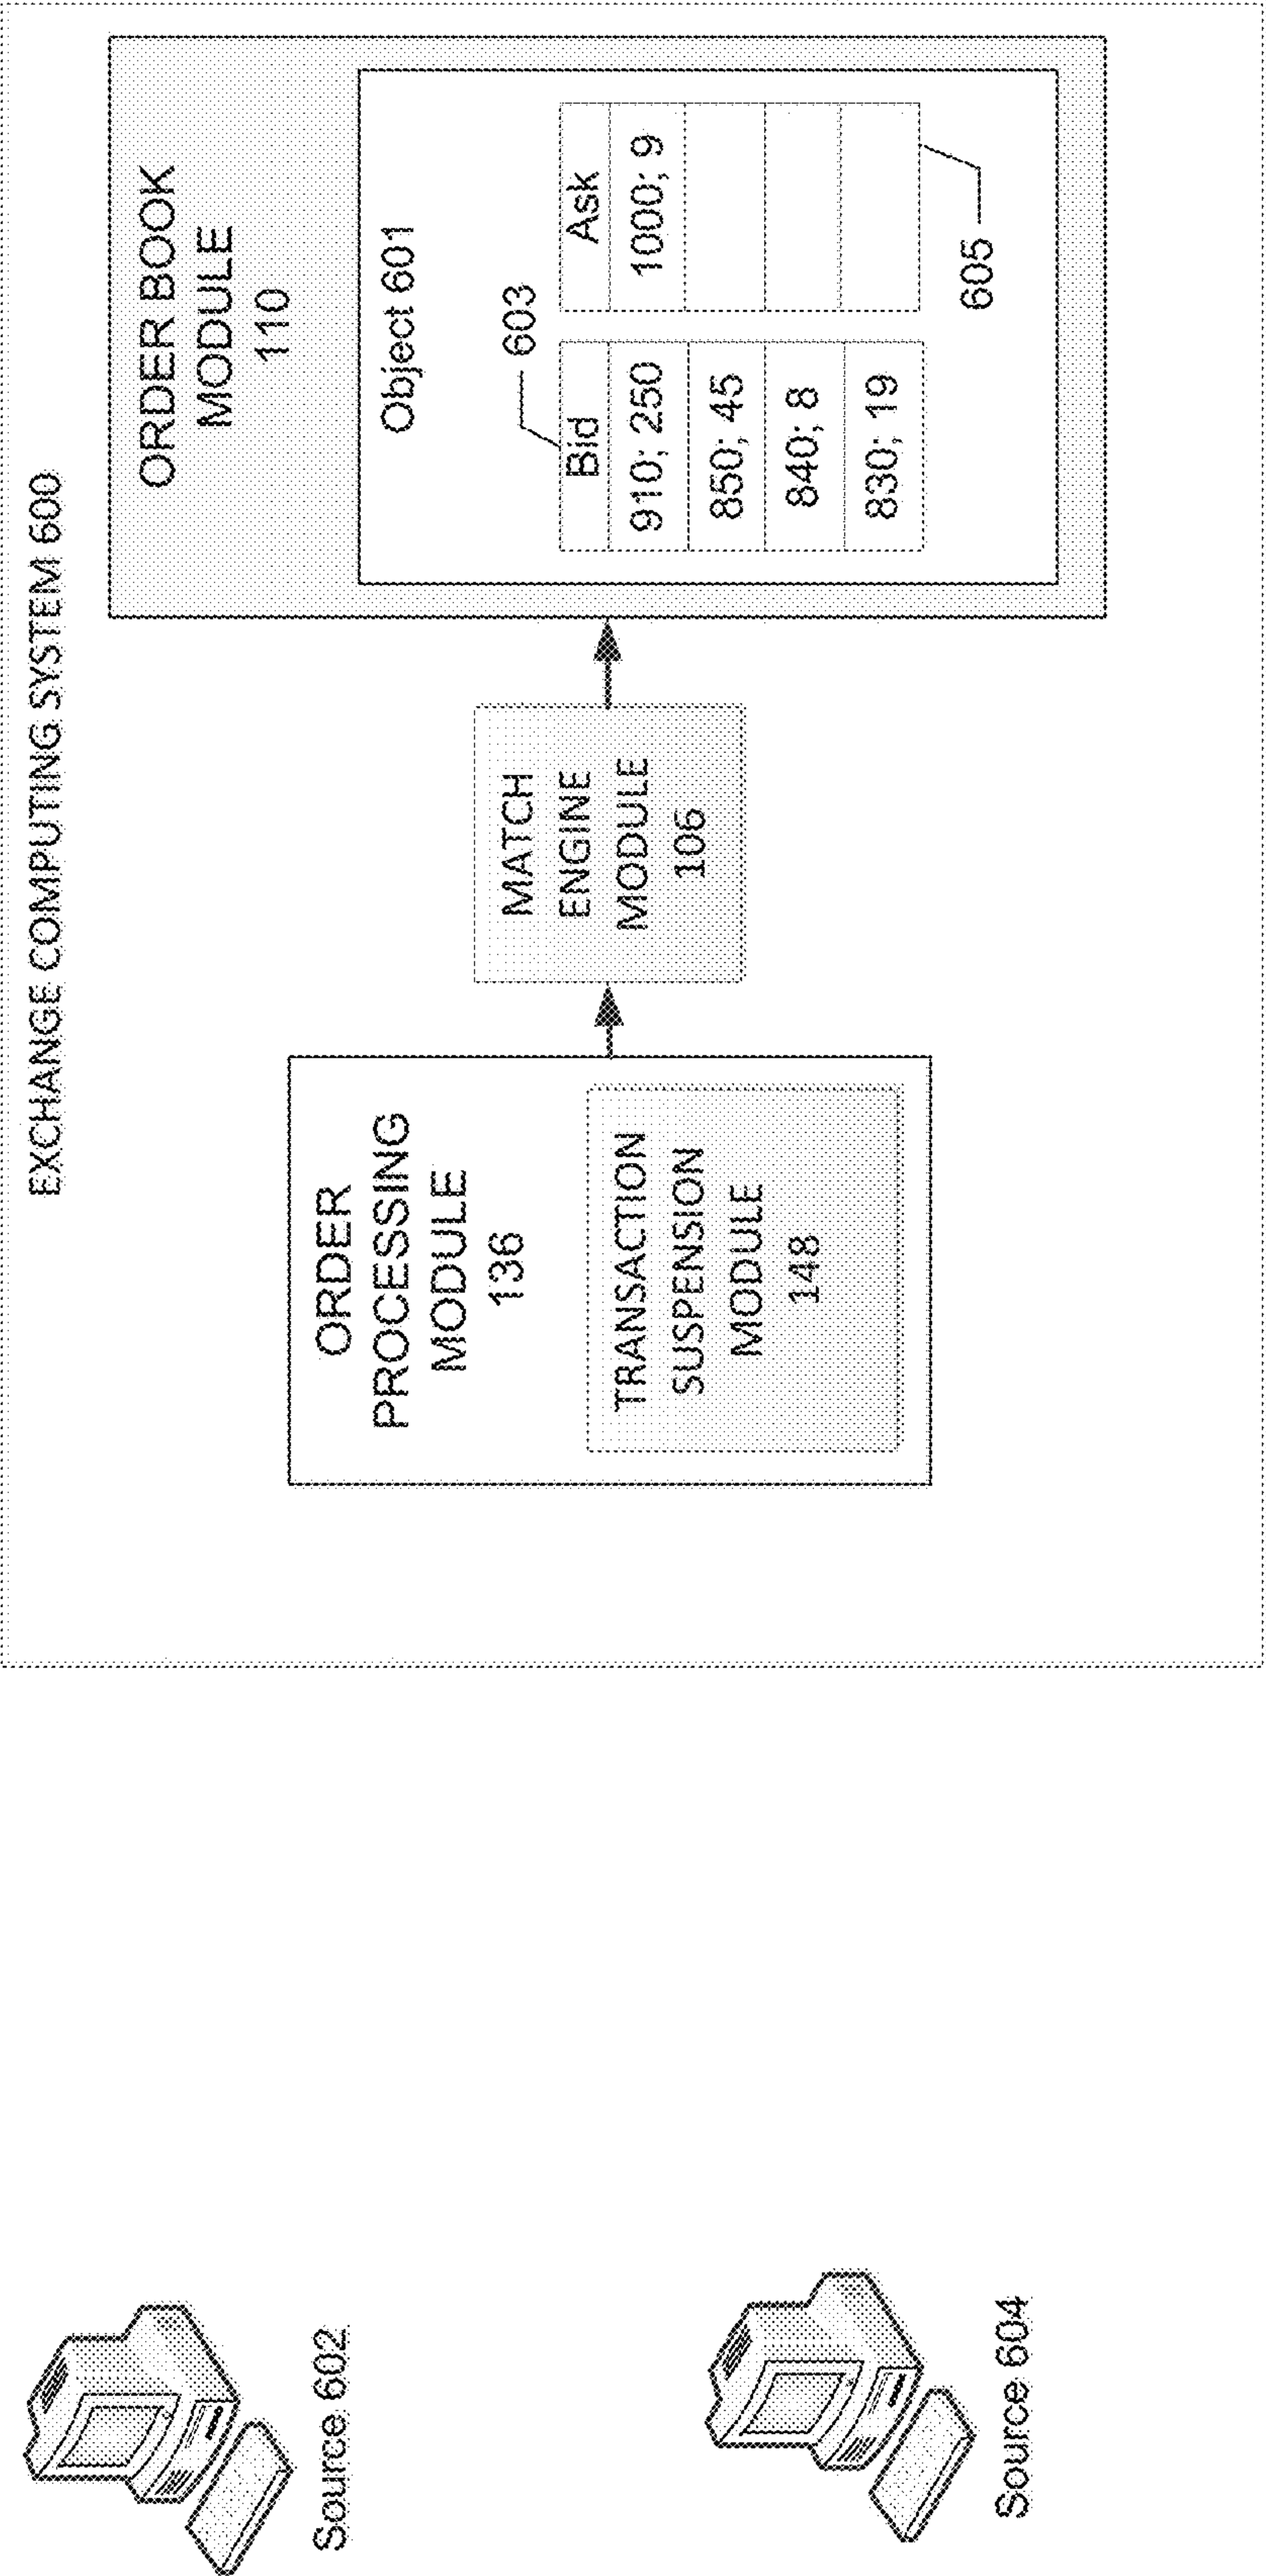 EXCHANGE COMPUTING SYSTEM 600
Source 602
Source 604
ORDER
PROCESSING
MODULE
136
TRANSACTION
SUSPENSION
MODULE
148
MATCH
ENGINE
MODULE
106
ORDER BOOK
MODULE
110
Object 601
603
Bid
Ask
910; 250
1000; 9
850; 45
840; 8
830; 19
605